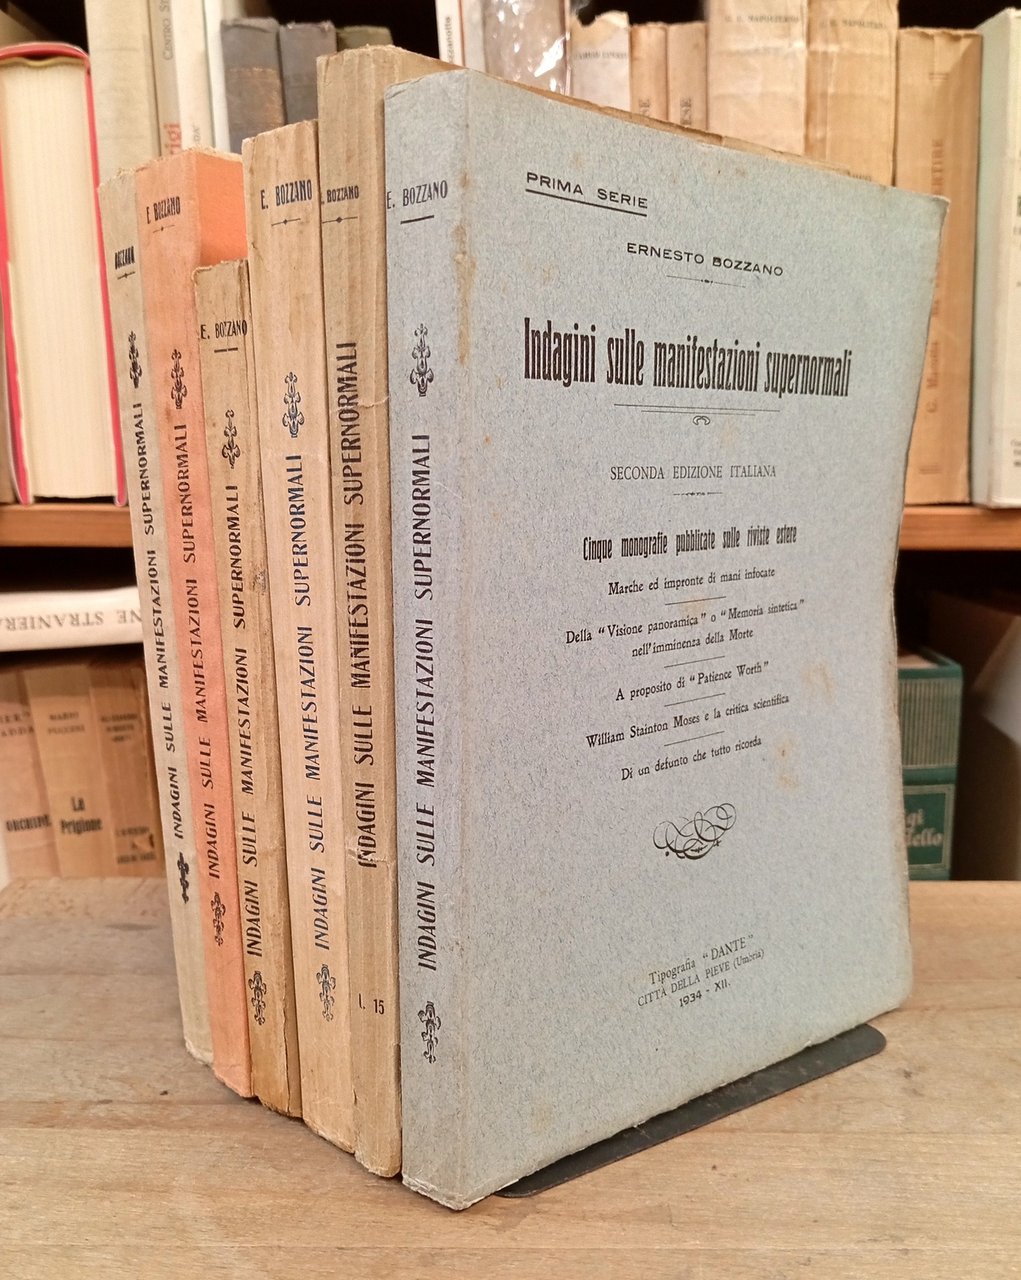 PRIMA SERIE
ERNESTO BOZZANO
Indagini sulle manifestazioni supernormali
SECONDA EDIZIONE ITALIANA
Cinque monografie pubblicate sulle riviste estere
Marche ed impronte di mani infocate
Della “Visione panoramica” o “Memoria sintetica”
nell'imminenza della Morte
A proposito di “Patience Worth”
William Stainton Moses e la critica scientifica
Di un defunto che tutto ricorda
Tipografia “DANTE”
CITTÀ DELLA PIEVE (Umbria)
1934 - XII.
E. BOZZANO
INDAGINI SULLE MANIFESTAZIONI SUPERNORMALI
BOZZANO
INDAGINI SULLE MANIFESTAZIONI SUPERNORMALI
L. 15
E. BOZZANO
INDAGINI SULLE MANIFESTAZIONI SUPERNORMALI
E. BOZZANO
INDAGINI SULLE MANIFESTAZIONI SUPERNORMALI
E BOZZANO
INDAGINI SULLE MANIFESTAZIONI SUPERNORMALI
BOZZANO
INDAGINI SULLE MANIFESTAZIONI SUPERNORMALI
NE STRANIERA
La
Prigione